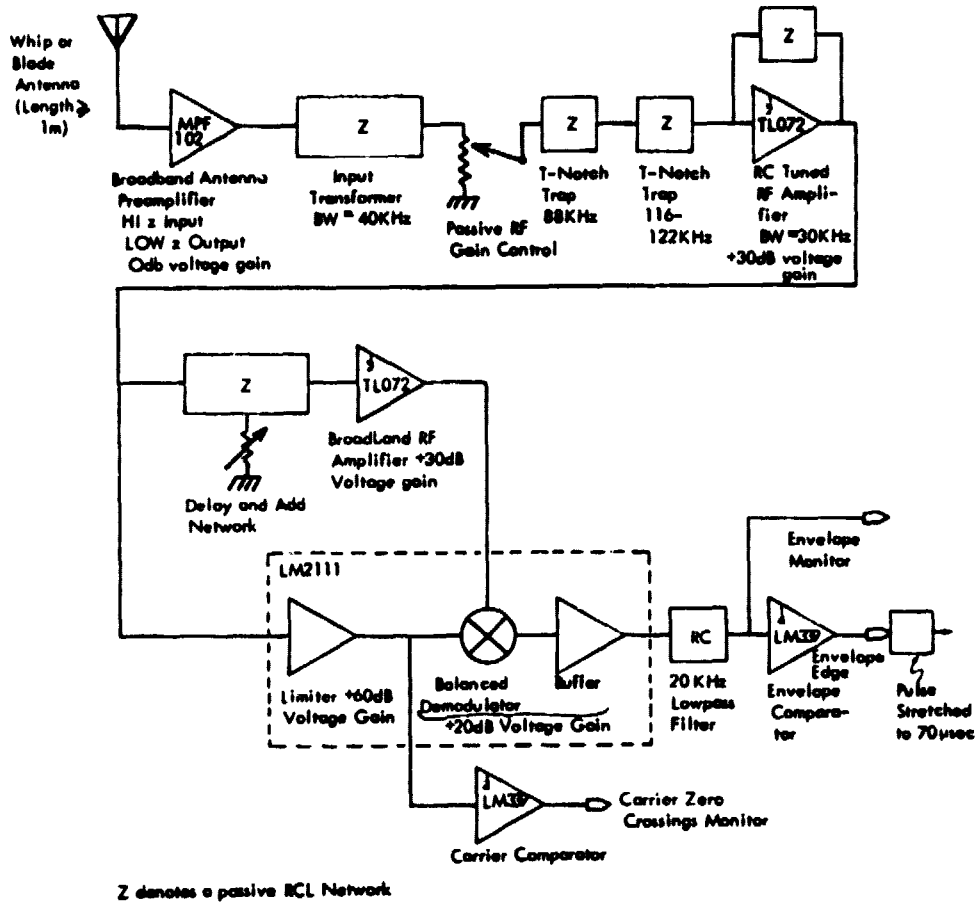 Whip or
Blade
Antenna
(Length ≥
1m)
MPF
102
Broadband Antenna
Preamplifier
HI z Input
LOW z Output
Odb voltage gain
Z
Input
Transformer
BW = 40KHz
Passive RF
Gain Control
Z
T-Notch
Trap
88KHz
Z
T-Notch
Trap
116-
122KHz
Z
TL072
RC Tuned
RF Ampli-
fier
BW =30KHz
+30dB voltage
gain
Z
Delay and Add
Network
TL072
Broadband RF
Amplifier +30dB
Voltage gain
LM2111
Limiter +60dB
Voltage Gain
Balanced
Demodulator
+20dB Voltage Gain
Buffer
RC
20 KHz
Lowpass
Filter
Envelope
Monitor
LM339
Envelope
Compara-
tor
Envelope
Edge
Pulse
Stretched
to 70μsec
LM339
Carrier Comparator
Carrier Zero
Crossings Monitor
Z denotes a passive RCL Network